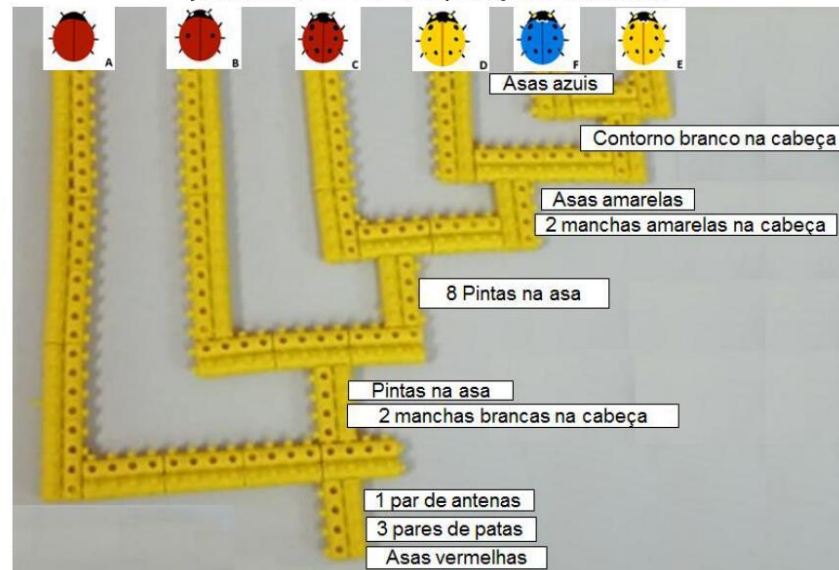 A
B
C
D
F
E
Asas azuis
Contorno branco na cabeça
Asas amarelas
2 manchas amarelas na cabeça
8 Pintas na asa
Pintas na asa
2 manchas brancas na cabeça
1 par de antenas
3 pares de patas
Asas vermelhas